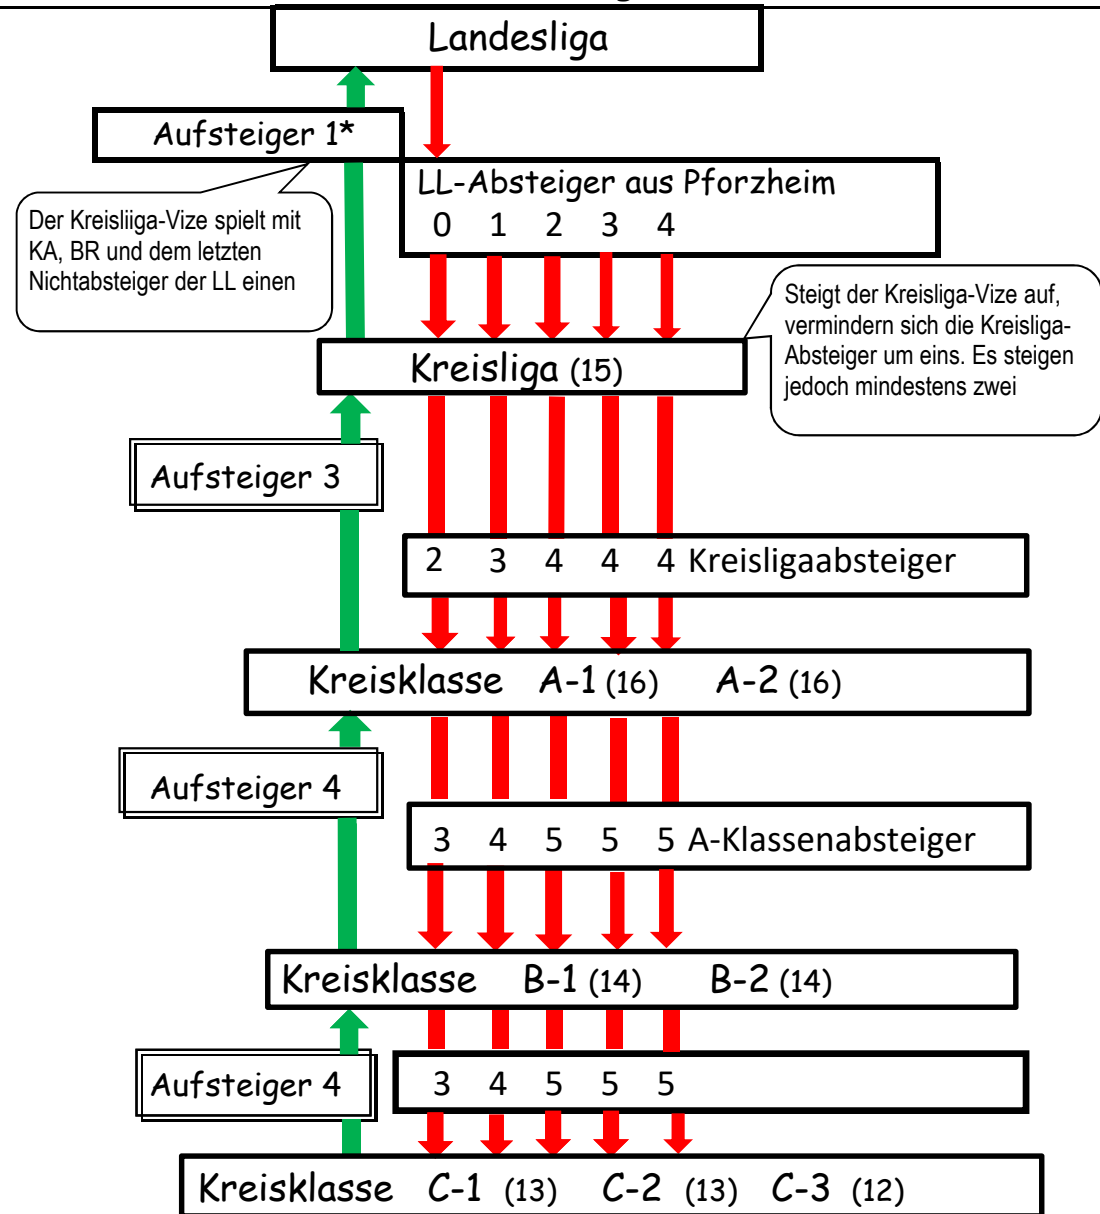 Landesliga
Aufsteiger 1*
LL-Absteiger aus Pforzheim
0 1 2 3 4
Der Kreisliiga-Vize spielt mit
KA, BR und dem letzten
Nichtabsteiger der LL einen
Steigt der Kreisliga-Vize auf,
vermindern sich die Kreisliga-
Absteiger um eins. Es steigen
jedoch mindestens zwei
Kreisliga (15)
Aufsteiger 3
2 3 4 4 4 Kreisligaabsteiger
Kreisklasse A-1 (16) A-2 (16)
Aufsteiger 4
3 4 5 5 5 A-Klassenabsteiger
Kreisklasse B-1 (14) B-2 (14)
Aufsteiger 4
3 4 5 5 5
Kreisklasse C-1 (13) C-2 (13) C-3 (12)